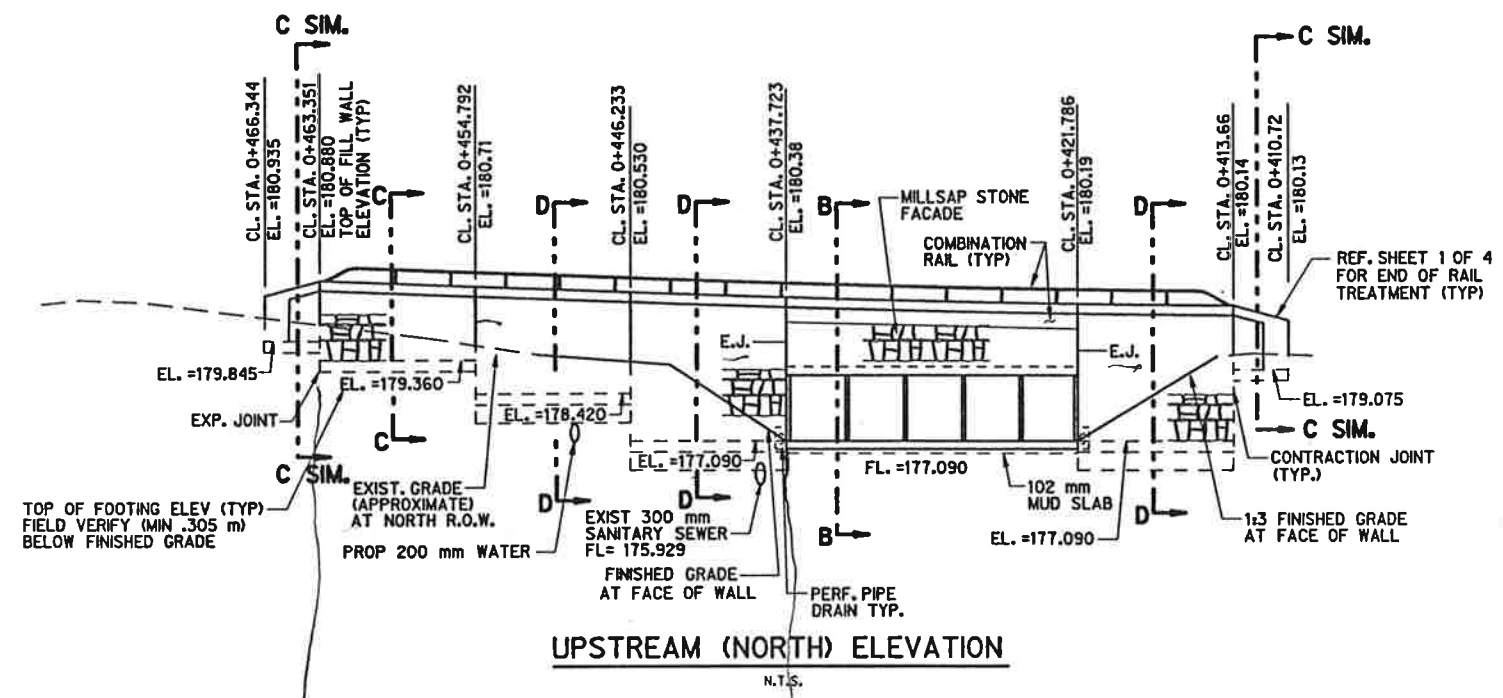 C SIM.
C SIM.
CL. STA. 0+466.344
EL. =180.935
CL. STA. 0+463.351
EL. =180.880
TOP OF FILL WALL
ELEVATION (TYP)
CL. STA. 0+454.792
EL. =180.71
CL. STA. 0+446.233
EL. =180.530
CL. STA. 0+437.723
EL. =180.38
CL. STA. 0+421.786
EL. =180.19
CL. STA. 0+413.66
EL. =180.14
CL. STA. 0+410.72
EL. =180.13
C
D
D
B
D
MILLSAP STONE
FACADE
COMBINATION
RAIL (TYP)
REF. SHEET 1 OF 4
FOR END OF RAIL
TREATMENT (TYP)
E.J.
E.J.
EL. =179.845
EL. =179.360
EL. =178.420
EL. =177.090
FL. =177.090
EL. =179.075
EXP. JOINT
C
C SIM.
C SIM.
CONTRACTION JOINT
(TYP.)
TOP OF FOOTING ELEV (TYP)
FIELD VERIFY (MIN .305 m)
BELOW FINISHED GRADE
EXIST. GRADE
(APPROXIMATE)
AT NORTH R.O.W.
D
D
B
D
PROP 200 mm WATER
EXIST 300 mm
SANITARY SEWER
FL= 175.929
FINISHED GRADE
AT FACE OF WALL
PERF. PIPE
DRAIN TYP.
102 mm
MUD SLAB
EL. =177.090
1:3 FINISHED GRADE
AT FACE OF WALL
UPSTREAM (NORTH) ELEVATION
N.T.S.